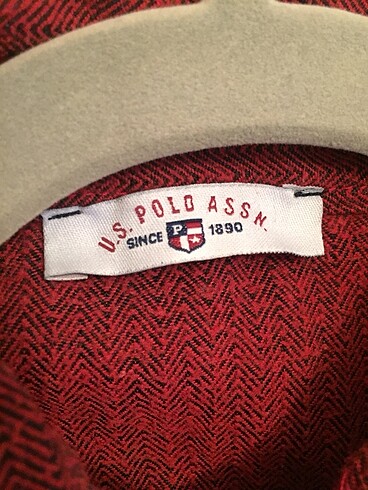 U.S. POLO ASSN.
SINCE P 1890